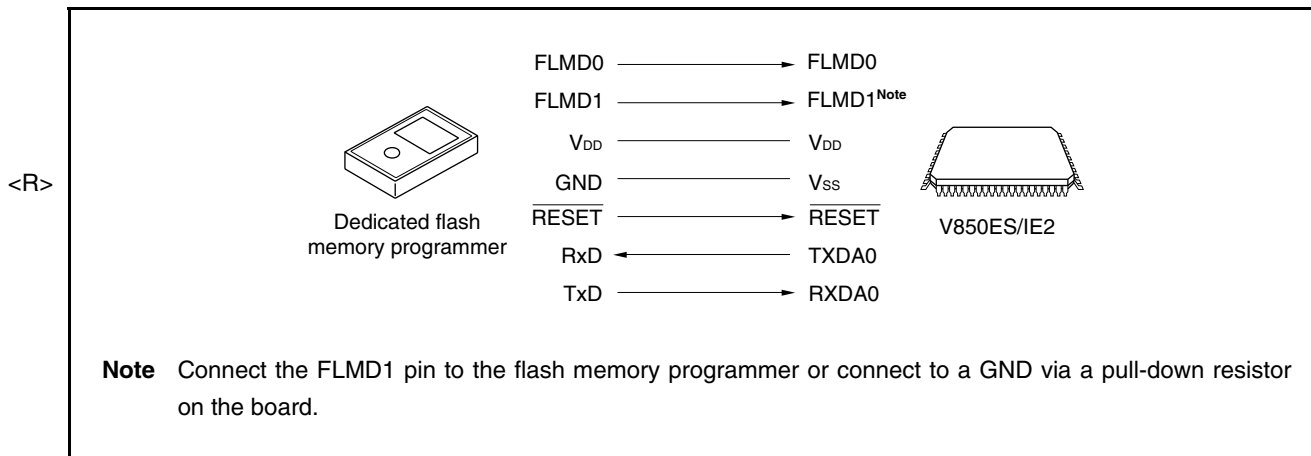 FLMD0 FLMD0
FLMD1 FLMD1Note
VDD VDD
<R> GND VSS
RESET RESET
Dedicated flash
memory programmer
V850ES/IE2
RxD TXDA0
TxD RXDA0
Note Connect the FLMD1 pin to the flash memory programmer or connect to a GND via a pull-down resistor
on the board.